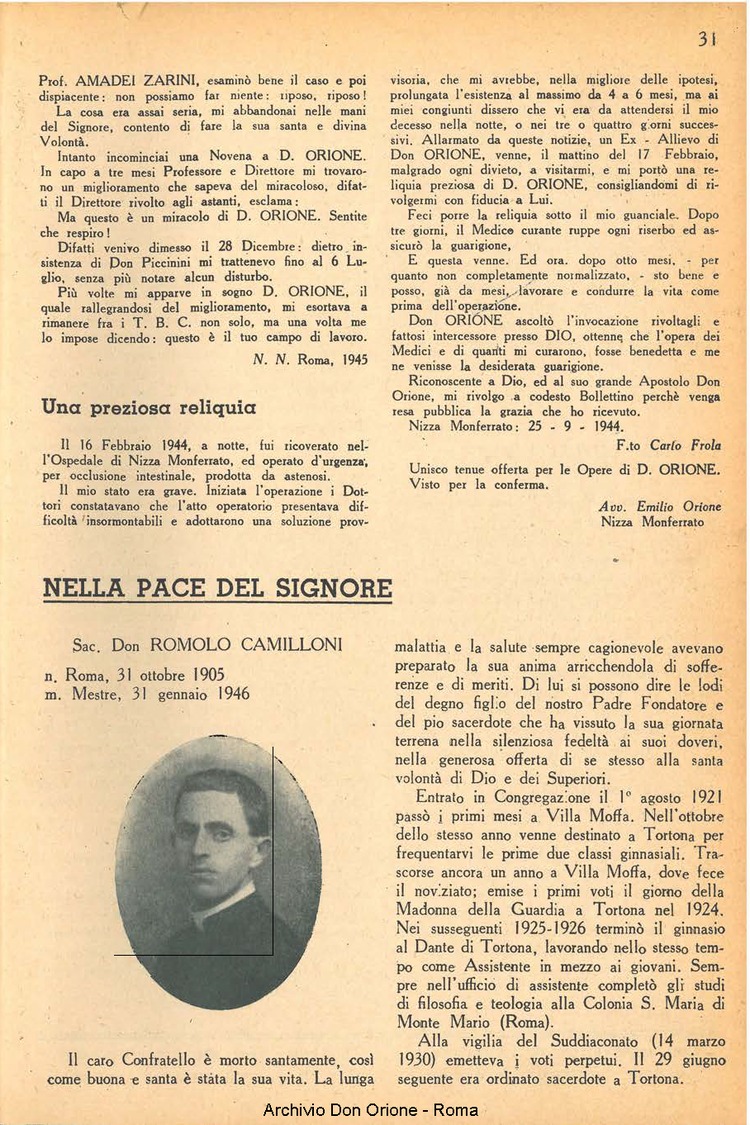 31
Prof. AMADEI ZARINI, esaminò bene il caso e poi
dispiacente: non possiamo far niente: riposo, riposo!
La cosa era assai seria, mi abbandonai nelle mani
del Signore, contento di fare la sua santa e divina
Volontà.
Intanto incominciai una Novena a D. ORIONE.
In capo a tre mesi Professore e Direttore mi trovaro-
no un miglioramento che sapeva del miracoloso, difat-
ti il Direttore rivolto agli astanti, esclama:
Ma questo è un miracolo di D. ORIONE. Sentite
che respiro!
Difatti venivo dimesso il 28 Dicembre: dietro in-
sistenza di Don Piccinini mi trattenevo fino al 6 Lu-
glio, senza più notare alcun disturbo.
Più volte mi apparve in sogno D. ORIONE, il
quale rallegrandosi del miglioramento, mi esortava a
rimanere fra i T. B. C. non solo, ma una volta me
lo impose dicendo: questo è il tuo campo di lavoro.
N. N. Roma, 1945
Una preziosa reliquia
Il 16 Febbraio 1944, a notte, fui ricoverato nel-
l'Ospedale di Nizza Monferrato, ed operato d'urgenza,
per occlusione intestinale, prodotta da astenosi.
Il mio stato era grave. Iniziata l'operazione i Dot-
tori constatavano che l'atto operatorio presentava dif-
ficoltà insormontabili e adottarono una soluzione prov-
visoria, che mi avrebbe, nella migliore delle ipotesi,
prolungata l'esistenza al massimo da 4 a 6 mesi, ma ai
miei congiunti dissero che vi era da attendersi il mio
decesso nella notte, o nei tre o quattro g orni succes-
sivi. Allarmato da queste notizie, un Ex - Allievo di
Don ORIONE, venne, il mattino del 17 Febbraio,
malgrado ogni divieto, a visitarmi, e mi portò una re-
liquia preziosa di D. ORIONE, consigliandomi di ri-
volgermi con fiducia a Lui.
Feci porre la reliquia sotto il mio guanciale. Dopo
tre giorni, il Medico curante ruppe ogni riserbo ed as-
sicurò la guarigione,
E questa venne. Ed ora. dopo otto mesi, - per
quanto non completamente normalizzato, - sto bene e
posso, già da mesi, lavorare e condurre la vita come
prima dell'operazione.
Don ORIONE ascoltò l'invocazione rivoltagli e
fattosi intercessore presso DIO, ottenne che l'opera dei
Medici e di quanti mi curarono, fosse benedetta e me
ne venisse la desiderata guarigione.
Riconoscente a Dio, ed al suo grande Apostolo Don
Orione, mi rivolgo a codesto Bollettino perchè venga
resa pubblica la grazia che ho ricevuto.
Nizza Monferrato: 25 - 9 - 1944.
F.to Carlo Frola
Unisco tenue offerta per le Opere di D. ORIONE.
Visto per la conferma.
Avv. Emilio Orione
Nizza Monferrato
NELLA PACE DEL SIGNORE
Sac. Don ROMOLO CAMILLONI
n. Roma, 31 ottobre 1905
m. Mestre, 31 gennaio 1946
Il caro Confratello è morto santamente, così
come buona e santa è stata la sua vita. La lunga
malattia e la salute sempre cagionevole avevano
preparato la sua anima arricchendola di soffe-
renze e di meriti. Di lui si possono dire le lodi
del degno figl:o del nostro Padre Fondatore e
del pio sacerdote che ha vissuto la sua giornata
terrena nella silenziosa fedeltà ai suoi doveri,
nella generosa offerta di se stesso alla santa
volontà di Dio e dei Superiori.
Entrato in Congregaz:one il 1º agosto 1921
passò i primi mesi a Villa Moffa. Nell'ottobre
dello stesso anno venne destinato a Tortona per
frequentarvi le prime due classi ginnasiali. Tra-
scorse ancora un anno a Villa Moffa, dove fece
il nov:ziato; emise i primi voti il giorno della
Madonna della Guardia a Tortona nel 1924.
Nei susseguenti 1925-1926 terminò il ginnasio
al Dante di Tortona, lavorando nello stesso tem-
po come Assistente in mezzo ai giovani. Sem-
pre nell'ufficio di assistente completò gli studi
di filosofia e teologia alla Colonia S. Maria di
Monte Mario (Roma).
Alla vigilia del Suddiaconato (14 marzo
1930) emetteva i voti perpetui. Il 29 giugno
seguente era ordinato sacerdote a Tortona.
Archivio Don Orione - Roma